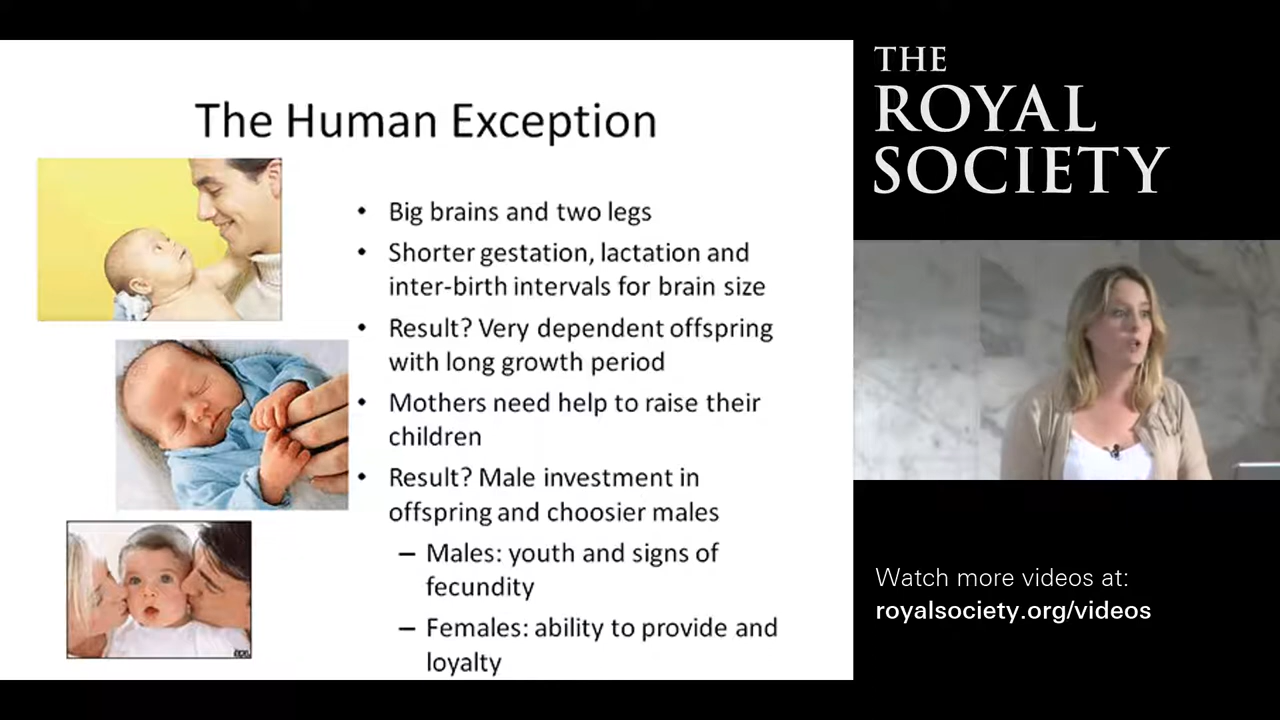 The Human Exception
• Big brains and two legs
• Shorter gestation, lactation and
inter-birth intervals for brain size
• Result? Very dependent offspring
with long growth period
• Mothers need help to raise their
children
• Result? Male investment in
offspring and choosier males
– Males: youth and signs of
fecundity
– Females: ability to provide and
loyalty
THE
ROYAL
SOCIETY
Watch more videos at:
royalsociety.org/videos